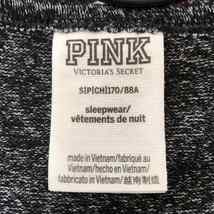 PINK
VICTORIA'S SECRET
S|P|CH|170/88A
sleepwear/
vêtements de nuit
made in Vietnam/fabriqué au
Vietnam/hecho en Vietnam/
fabbricato in Vietnam/